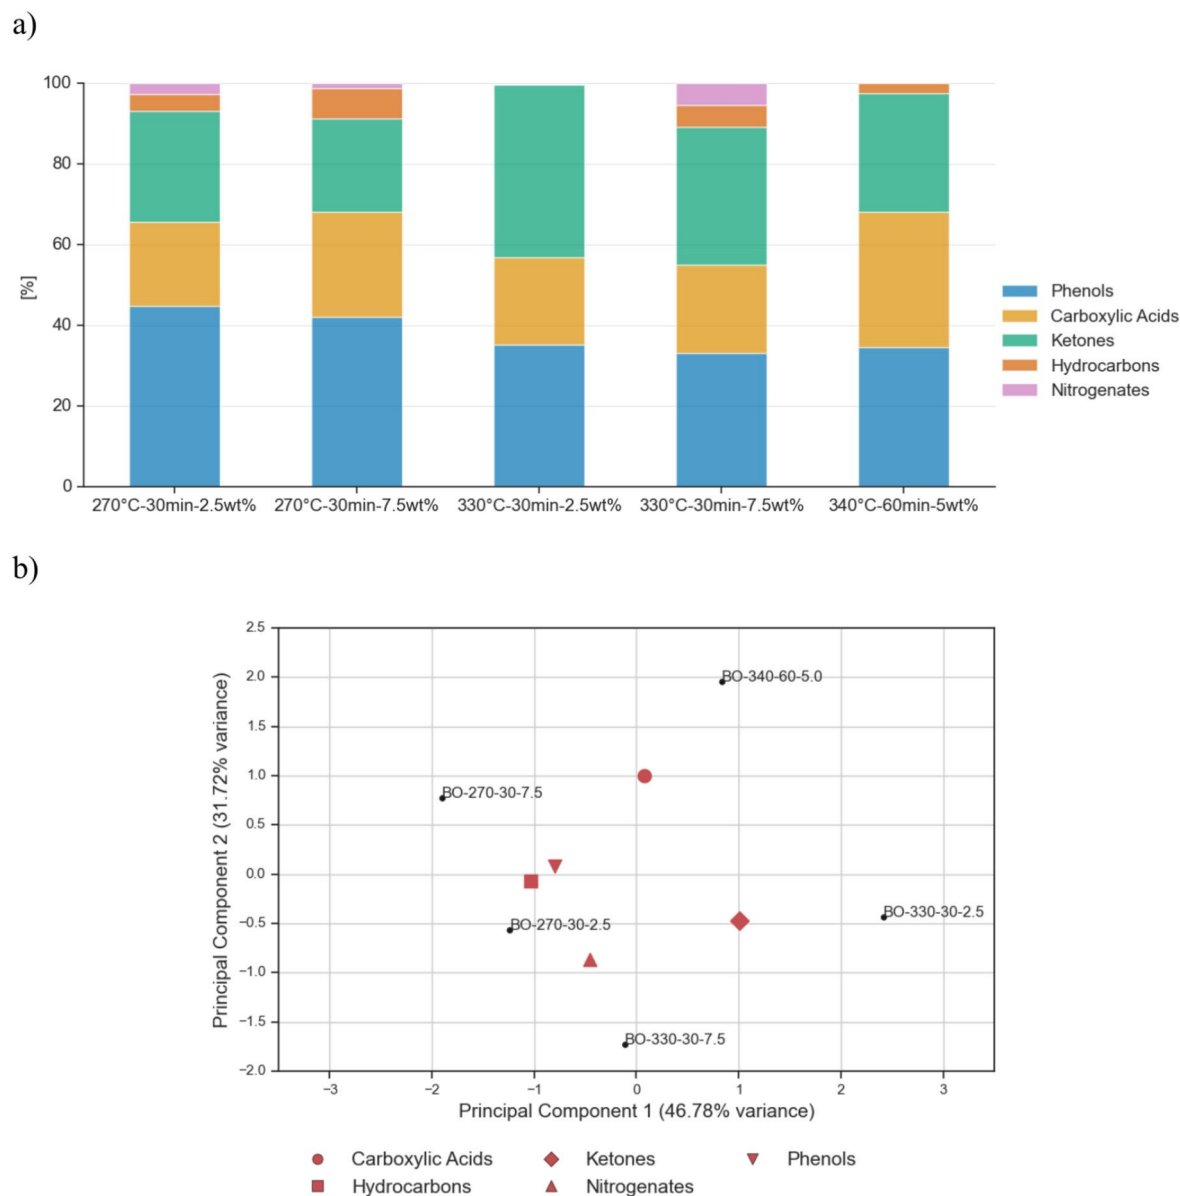 a)
100
80
60
40
20
0
[%]
270°C-30min-2.5wt%
270°C-30min-7.5wt%
330°C-30min-2.5wt%
330°C-30min-7.5wt%
340°C-60min-5wt%
Phenols
Carboxylic Acids
Ketones
Hydrocarbons
Nitrogenates
b)
2.5
2.0
1.5
1.0
0.5
0.0
−0.5
−1.0
−1.5
−2.0
Principal Component 2 (31.72% variance)
BO-340-60-5.0
BO-270-30-7.5
BO-330-30-2.5
BO-270-30-2.5
BO-330-30-7.5
−3
−2
−1
0
1
2
3
Principal Component 1 (46.78% variance)
Carboxylic Acids
Ketones
Phenols
Hydrocarbons
Nitrogenates